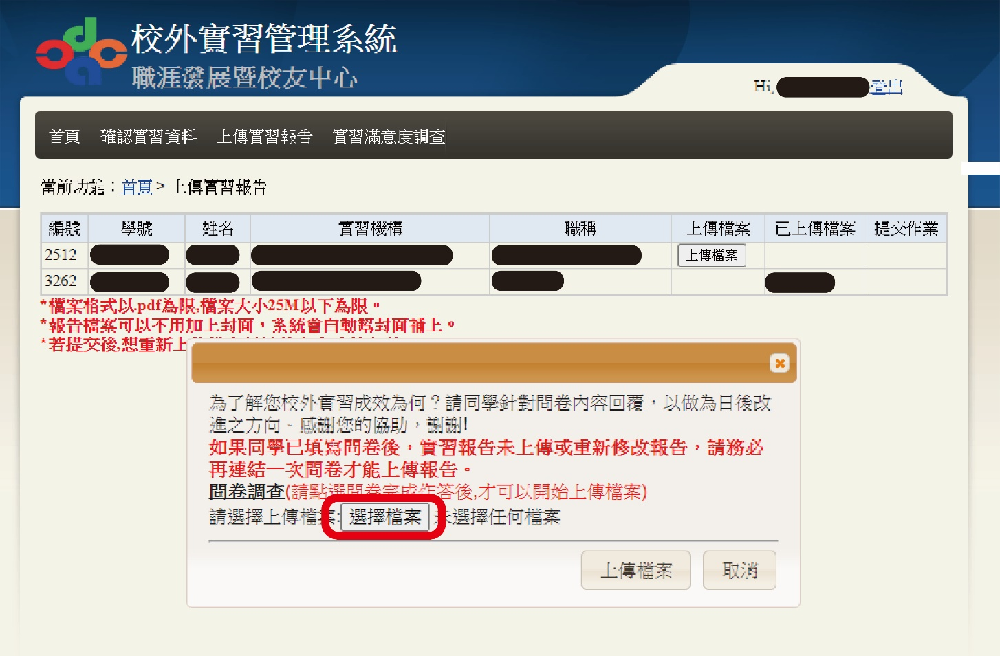 校外實習管理系統
職涯發展暨校友中心
Hi, 登出
首頁 確認實習資料 上傳實習報告 實習滿意度調查
當前功能：首頁 > 上傳實習報告
編號 學號 姓名 實習機構 職稱 上傳檔案 已上傳檔案 提交作業
2512 上傳檔案
3262
*檔案格式以.pdf為限,檔案大小25M以下為限。
*報告檔案可以不用加上封面，系統會自動幫封面補上。
*若提交後,想重新上
為了解您校外實習成效為何？請同學針對問卷內容回覆，以做為日後改
進之方向。感謝您的協助，謝謝!
如果同學已填寫問卷後，實習報告未上傳或重新修改報告，請務必
再連結一次問卷才能上傳報告。
問卷調查(請點選問卷完成作答後,才可以開始上傳檔案)
請選擇上傳檔案: 選擇檔案 未選擇任何檔案
上傳檔案 取消